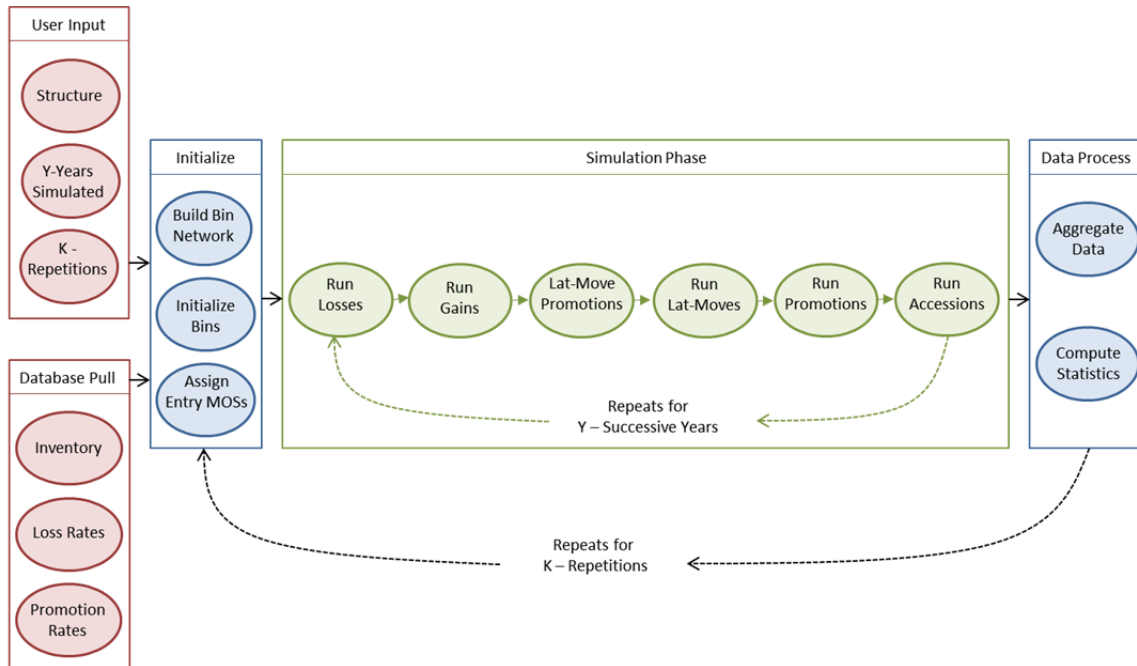 User Input
Structure
Y-Years
Simulated
K -
Repetitions
Database Pull
Inventory
Loss Rates
Promotion
Rates
Initialize
Build Bin
Network
Initialize
Bins
Assign
Entry MOSs
Simulation Phase
Run
Losses
Run
Gains
Lat-Move
Promotions
Run
Lat-Moves
Run
Promotions
Run
Accessions
Repeats for
Y – Successive Years
Data Process
Aggregate
Data
Compute
Statistics
Repeats for
K – Repetitions